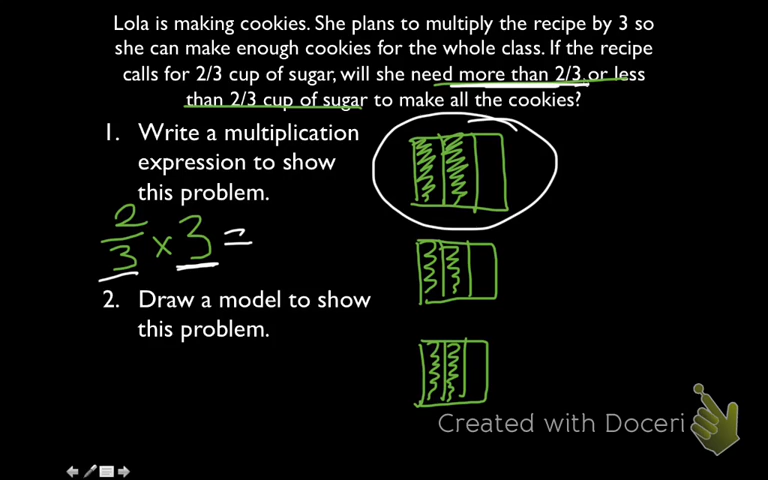 Lola is making cookies. She plans to multiply the recipe by 3 so
she can make enough cookies for the whole class. If the recipe
calls for 2/3 cup of sugar, will she need more than 2/3, or less
than 2/3 cup of sugar to make all the cookies?
1. Write a multiplication
expression to show
this problem.
2/3 × 3 =
2. Draw a model to show
this problem.
Created with Doceri